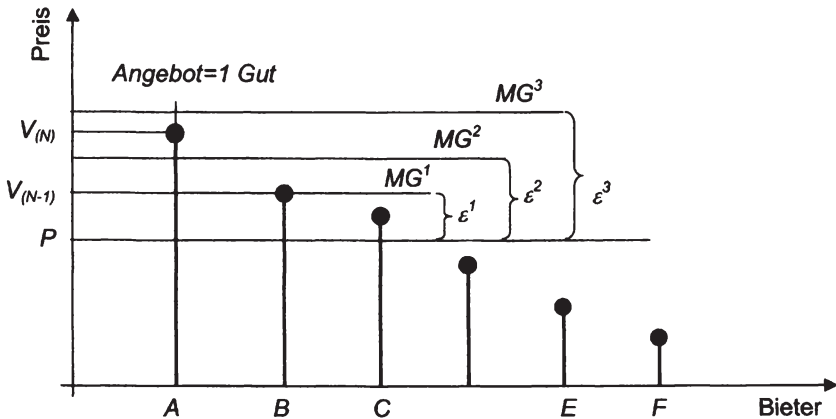 Preis
Angebot=1 Gut
MG³
V(N)
MG²
MG¹
V(N-1)
ε¹
ε²
ε³
P
A B C E F Bieter